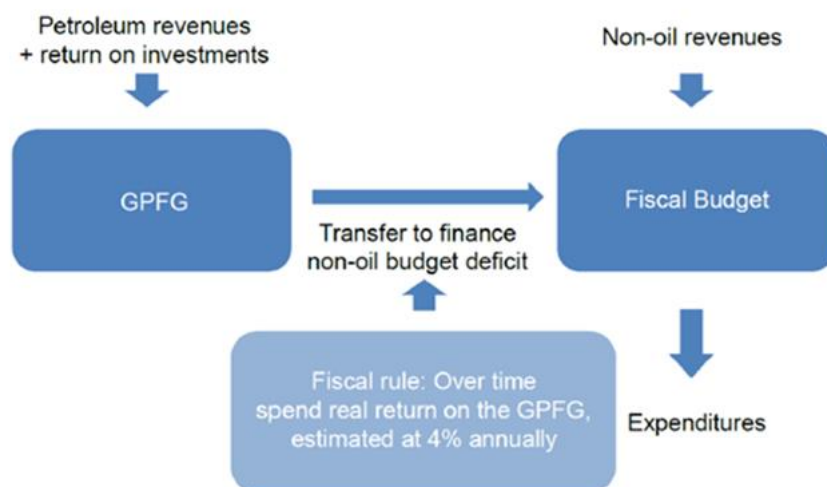 Petroleum revenues
+ return on investments
Non-oil revenues
GPFG
Fiscal Budget
Transfer to finance
non-oil budget deficit
Fiscal rule: Over time
spend real return on the GPFG,
estimated at 4% annually
Expenditures